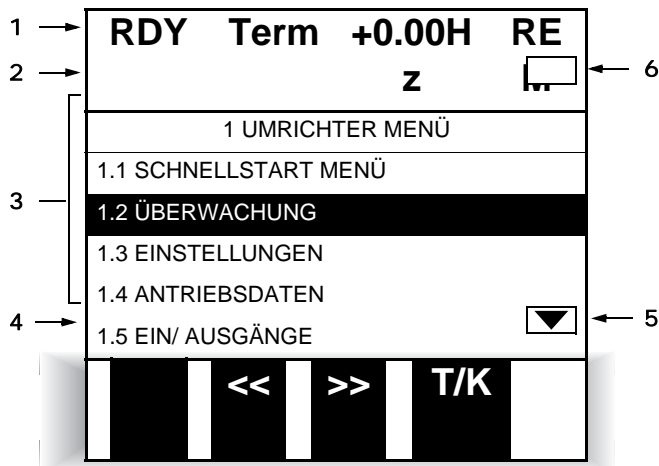 1 RDY Term +0.00H RE
2 z M 6
1 UMRICHTER MENÜ
1.1 SCHNELLSTART MENÜ
3 1.2 ÜBERWACHUNG
1.3 EINSTELLUNGEN
1.4 ANTRIEBSDATEN
4 1.5 EIN/ AUSGÄNGE 5
<< >> T/K